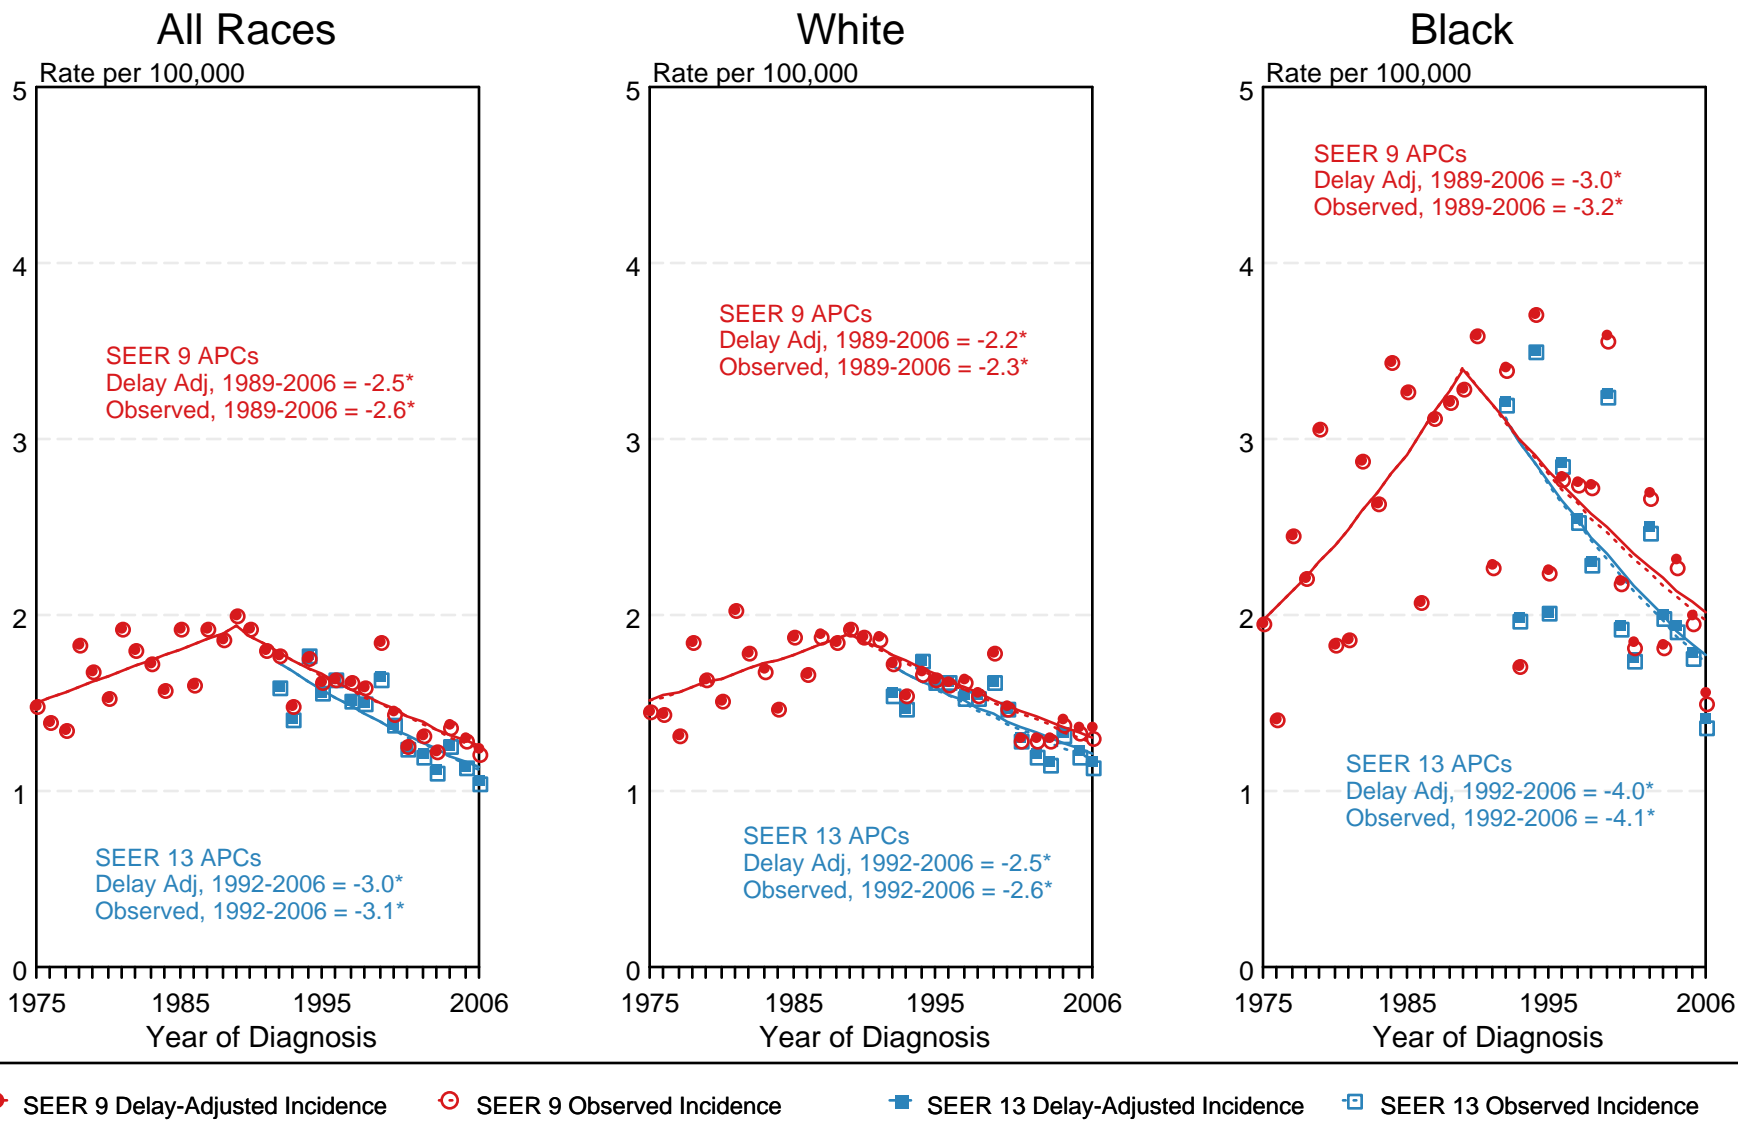 All Races
Rate per 100,000
5
4
3
2
1
0
SEER 9 APCs
Delay Adj, 1989-2006 = -2.5*
Observed, 1989-2006 = -2.6*
SEER 13 APCs
Delay Adj, 1992-2006 = -3.0*
Observed, 1992-2006 = -3.1*
1975 1985 1995 2006
Year of Diagnosis
White
Rate per 100,000
5
4
3
2
1
0
SEER 9 APCs
Delay Adj, 1989-2006 = -2.2*
Observed, 1989-2006 = -2.3*
SEER 13 APCs
Delay Adj, 1992-2006 = -2.5*
Observed, 1992-2006 = -2.6*
1975 1985 1995 2006
Year of Diagnosis
Black
Rate per 100,000
5
4
3
2
1
0
SEER 9 APCs
Delay Adj, 1989-2006 = -3.0*
Observed, 1989-2006 = -3.2*
SEER 13 APCs
Delay Adj, 1992-2006 = -4.0*
Observed, 1992-2006 = -4.1*
1975 1985 1995 2006
Year of Diagnosis
SEER 9 Delay-Adjusted Incidence SEER 9 Observed Incidence SEER 13 Delay-Adjusted Incidence SEER 13 Observed Incidence